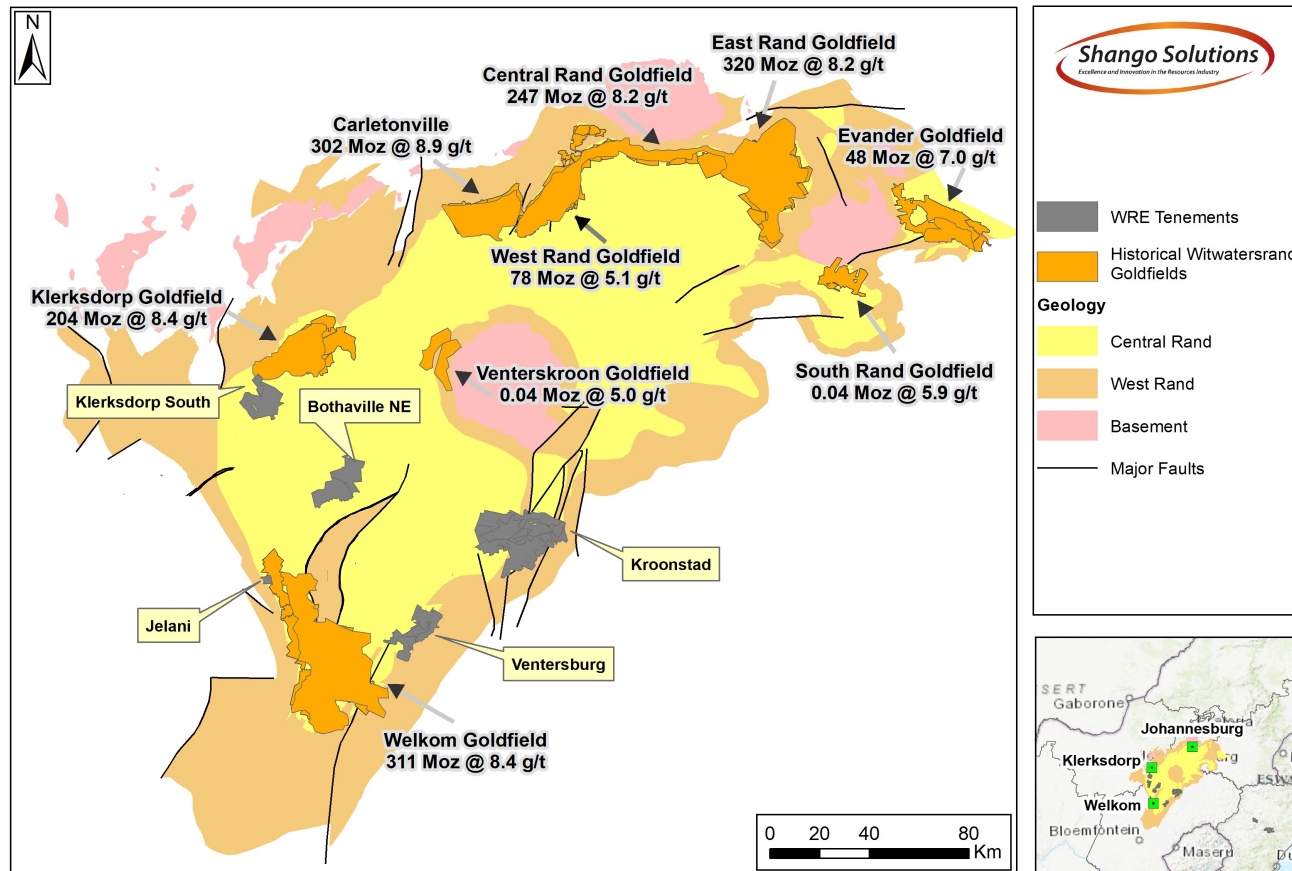 N
East Rand Goldfield
320 Moz @ 8.2 g/t
Central Rand Goldfield
247 Moz @ 8.2 g/t
Carletonville
302 Moz @ 8.9 g/t
Evander Goldfield
48 Moz @ 7.0 g/t
West Rand Goldfield
78 Moz @ 5.1 g/t
Klerksdorp Goldfield
204 Moz @ 8.4 g/t
Venterskroon Goldfield
0.04 Moz @ 5.0 g/t
South Rand Goldfield
0.04 Moz @ 5.9 g/t
Klerksdorp South
Bothaville NE
Kroonstad
Jelani
Ventersburg
Welkom Goldfield
311 Moz @ 8.4 g/t
0 20 40 80
Km
Shango Solutions
Excellence and Innovation in the Resources Industry
WRE Tenements
Historical Witwatersrand
Goldfields
Geology
Central Rand
West Rand
Basement
Major Faults
SERT
Gaborone
Johannesburg
Klerksdorp
Welkom
Bloemfontein
Maseru
ESW
Du